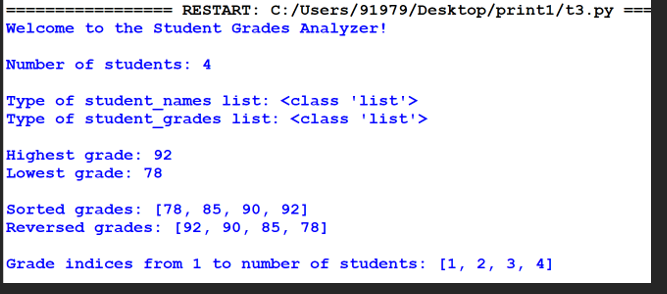 ================= RESTART: C:/Users/91979/Desktop/print1/t3.py ===
Welcome to the Student Grades Analyzer!
Number of students: 4
Type of student_names list: <class 'list'>
Type of student_grades list: <class 'list'>
Highest grade: 92
Lowest grade: 78
Sorted grades: [78, 85, 90, 92]
Reversed grades: [92, 90, 85, 78]
Grade indices from 1 to number of students: [1, 2, 3, 4]